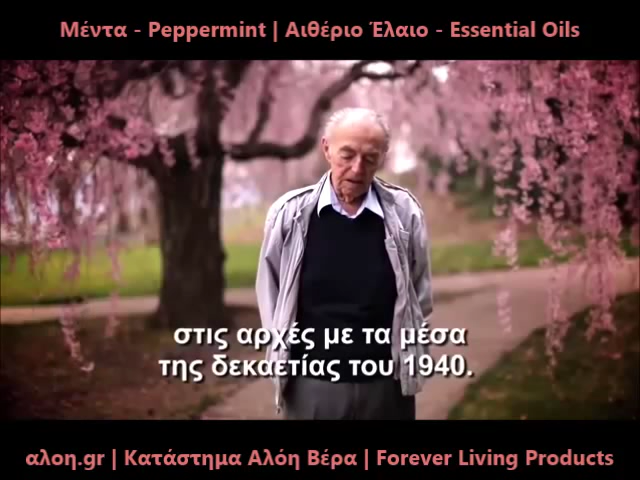 Μέντα - Peppermint | Αιθέριο Έλαιο - Essential Oils
στις αρχές με τα μέσα
της δεκαετίας του 1940.
αλοη.gr | Κατάστημα Αλόη Βέρα | Forever Living Products